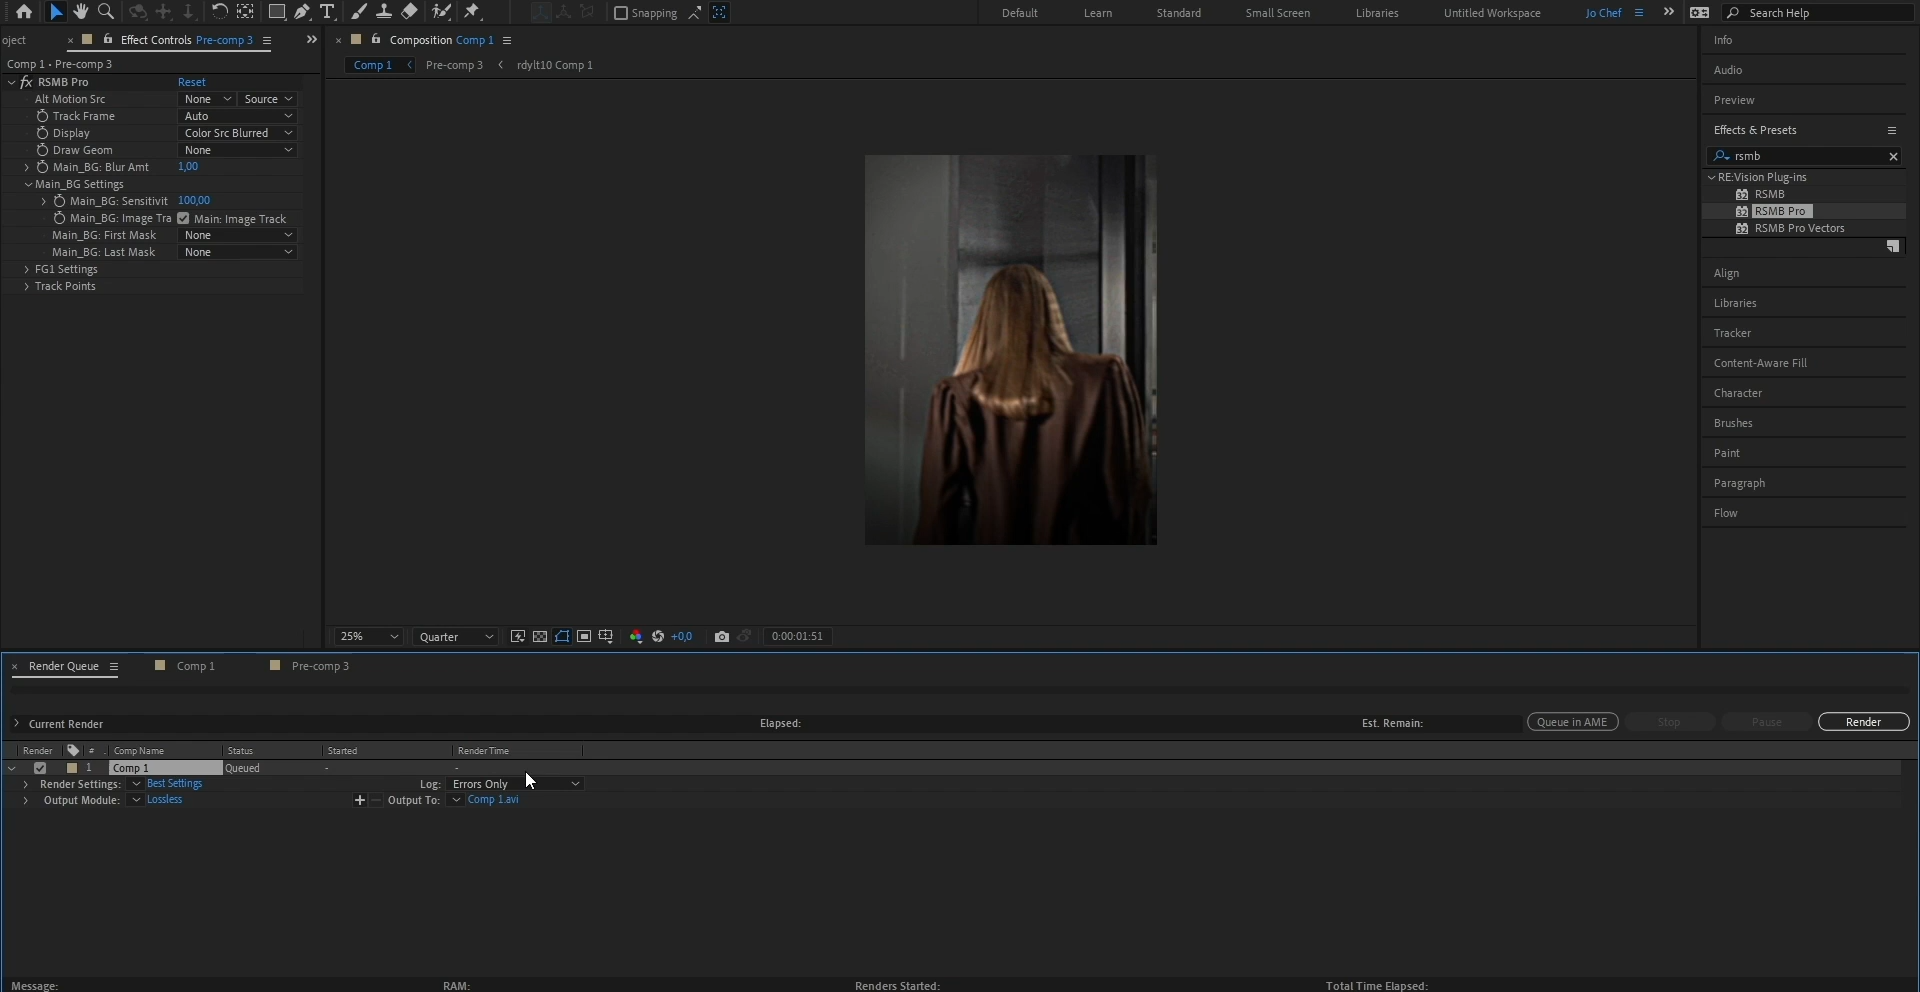 Snapping
Default
Learn
Standard
Small Screen
Libraries
Untitled Workspace
Jo Chef
Search Help
oject
Effect Controls Pre-comp 3
Comp 1 • Pre-comp 3
fx RSMB Pro Reset
Alt Motion Src None Source
Track Frame Auto
Display Color Src Blurred
Draw Geom None
Main_BG: Blur Amt 1,00
Main_BG Settings
Main_BG: Sensitivit 100,00
Main_BG: Image Tra Main: Image Track
Main_BG: First Mask None
Main_BG: Last Mask None
FG1 Settings
Track Points
Composition Comp 1
Comp 1 Pre-comp 3 rdylt10 Comp 1
25% Quarter +0,0 0:00:01:51
Info
Audio
Preview
Effects & Presets
rsmb
RE:Vision Plug-ins
32 RSMB
32 RSMB Pro
32 RSMB Pro Vectors
Align
Libraries
Tracker
Content-Aware Fill
Character
Brushes
Paint
Paragraph
Flow
Render Queue Comp 1 Pre-comp 3
Current Render Elapsed: Est. Remain: Queue in AME Stop Pause Render
Render # Comp Name Status Started Render Time
1 Comp 1 Queued - -
Render Settings: Best Settings Log: Errors Only
Output Module: Lossless Output To: Comp 1.avi
Message: RAM: Renders Started: Total Time Elapsed: